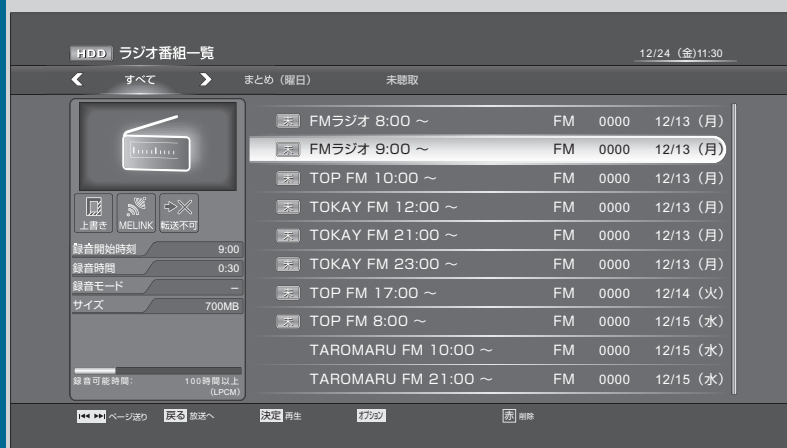 HDD ラジオ番組一覧 12/24 (金)11:30
すべて まとめ（曜日） 未聴取
未 FMラジオ 8:00 ～ FM 0000 12/13（月）
未 FMラジオ 9:00 ～ FM 0000 12/13（月）
未 TOP FM 10:00 ～ FM 0000 12/13（月）
未 TOKAY FM 12:00 ～ FM 0000 12/13（月）
未 TOKAY FM 21:00 ～ FM 0000 12/13（月）
未 TOKAY FM 23:00 ～ FM 0000 12/13（月）
未 TOP FM 17:00 ～ FM 0000 12/14（火）
未 TOP FM 8:00 ～ FM 0000 12/15（水）
TAROMARU FM 10:00 ～ FM 0000 12/15（水）
TAROMARU FM 21:00 ～ FM 0000 12/15（水）
上書き MELINK 転送不可
録音開始時刻 9:00
録音時間 0:30
録音モード –
サイズ 700MB
録音可能時間: 100時間以上
(LPCM)
ページ送り 戻る 放送へ 決定 再生 オプション 赤 削除